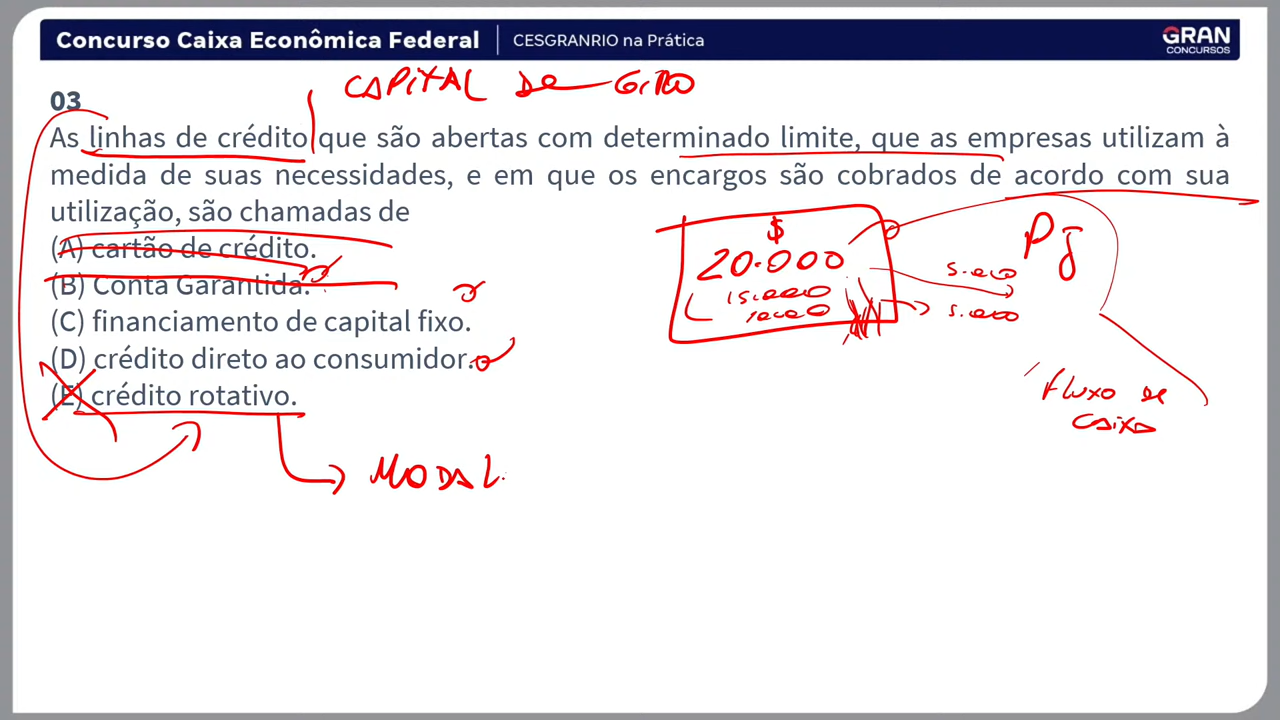 Concurso Caixa Econômica Federal | CESGRANRIO na Prática
GRAN
CONCURSOS
CAPITAL DE GIRO
03
As linhas de crédito que são abertas com determinado limite, que as empresas utilizam à
medida de suas necessidades, e em que os encargos são cobrados de acordo com sua
utilização, são chamadas de
(A) cartão de crédito.
(B) Conta Garantida.
(C) financiamento de capital fixo.
(D) crédito direto ao consumidor.
(E) crédito rotativo.
$
20.000
15.000
PJ
5.000
5.000
Fluxo de
caixa
MODAL